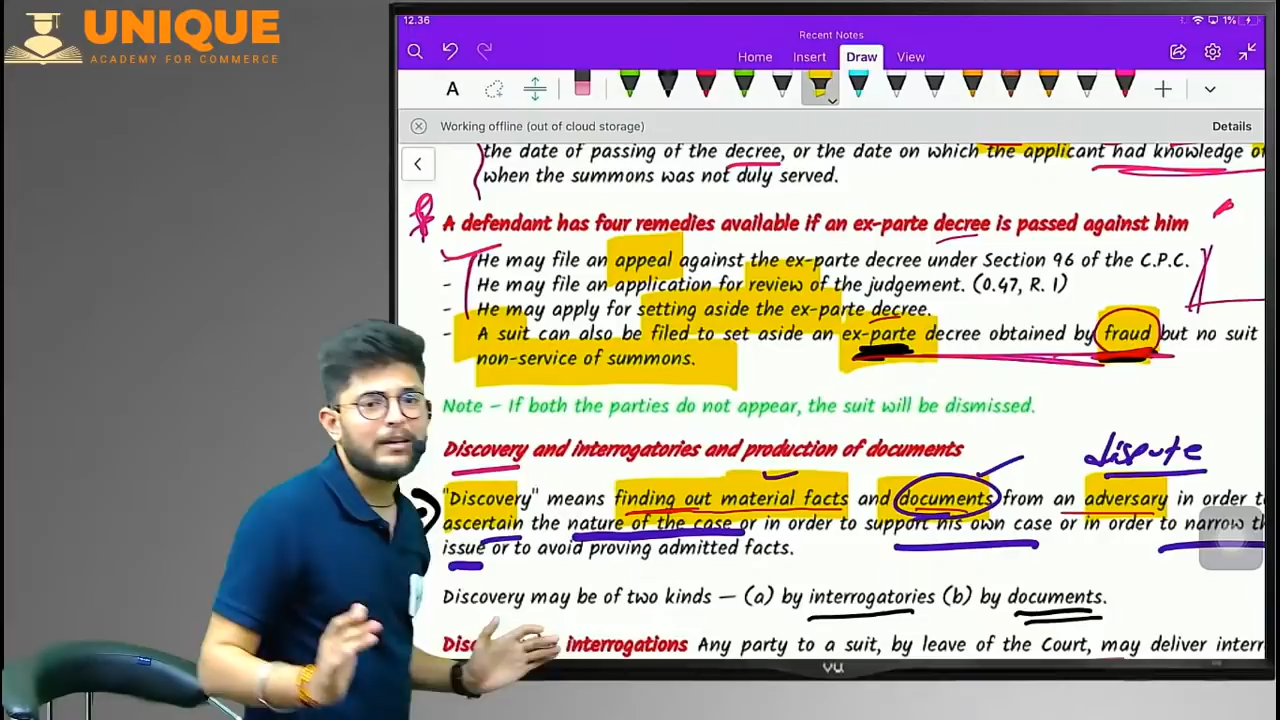 UNIQUE
ACADEMY FOR COMMERCE
12.36
1%
Recent Notes
Home Insert Draw View
A
Working offline (out of cloud storage) Details
the date of passing of the decree, or the date on which the applicant had knowledge of
when the summons was not duly served.
A defendant has four remedies available if an ex-parte decree is passed against him
- He may file an appeal against the ex-parte decree under Section 96 of the C.P.C.
- He may file an application for review of the judgement. (O.47, R. 1)
- He may apply for setting aside the ex-parte decree.
- A suit can also be filed to set aside an ex-parte decree obtained by fraud but no suit
non-service of summons.
Note – If both the parties do not appear, the suit will be dismissed.
Discovery and interrogatories and production of documents
dispute
"Discovery" means finding out material facts and documents from an adversary in order t
ascertain the nature of the case or in order to support his own case or in order to narrow th
issue or to avoid proving admitted facts.
Discovery may be of two kinds — (a) by interrogatories (b) by documents.
Disc interrogations Any party to a suit, by leave of the Court, may deliver interr
VU